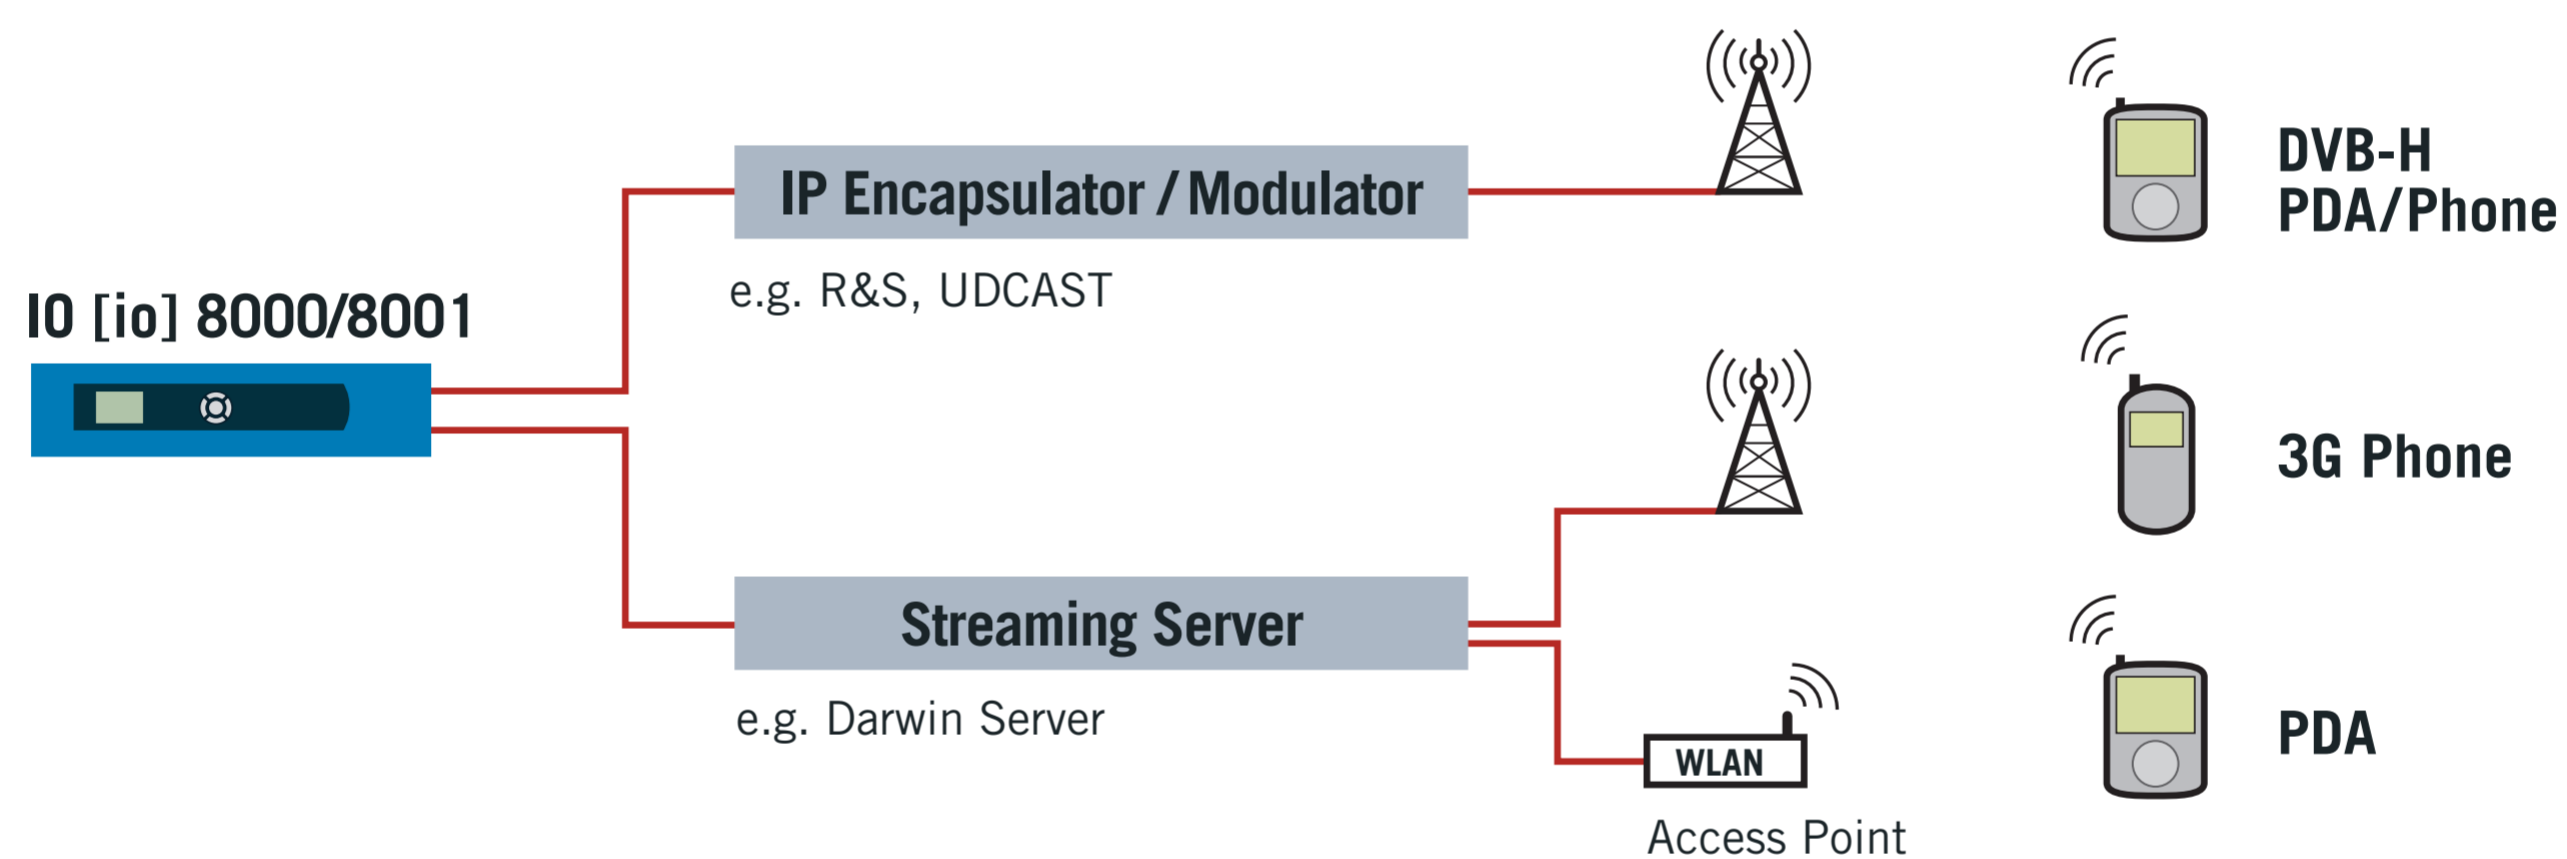 IO [io] 8000/8001
IP Encapsulator / Modulator
e.g. R&S, UDCAST
Streaming Server
e.g. Darwin Server
WLAN
Access Point
DVB-H
PDA/Phone
3G Phone
PDA